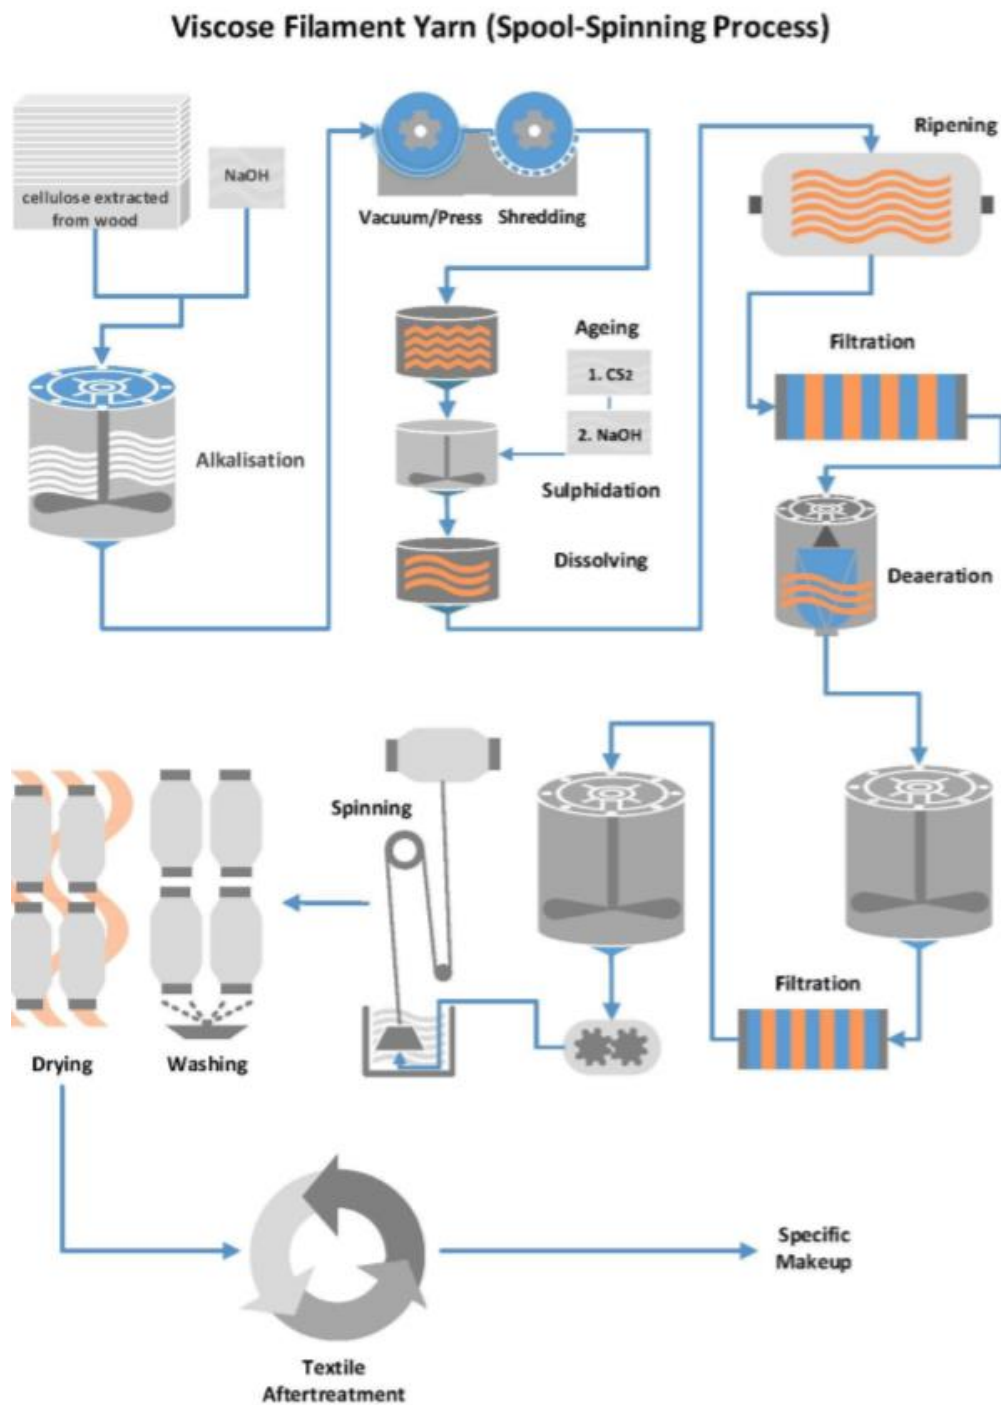 Viscose Filament Yarn (Spool-Spinning Process)
cellulose extracted
from wood
NaOH
Alkalisation
Vacuum/Press
Shredding
Ageing
1. CS2
2. NaOH
Sulphidation
Dissolving
Ripening
Filtration
Deaeration
Filtration
Spinning
Washing
Drying
Textile
Aftertreatment
Specific
Makeup